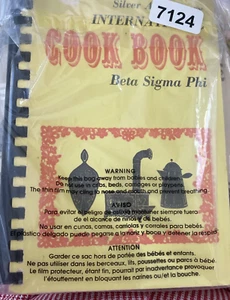 Silver A
7124
INTERNATI
COOK BOOK
Beta Sigma Phi
WARNING
Keep this bag away from babies and children.
Do not use in cribs, beds, carriages or playpens.
The thin film may cling to nose and mouth and prevent breathing.
AVISO
Para evitar el peligro de asfixia mantener siempre fuera
de el alcance de niños y de bebés.
No usar en cunas, camas, carriolas y corrales para bebés.
El plástico delgado puede pegarse a la nariz y boca y detener la respi
ATTENTION
Garder ce sac hors de portée des bébés et enfants.
Ne pas utiliser dans les berceaux, lits, poussettes ou parcs à bébé.
Le film protecteur, étant fin, pourrait par inadvertance provoquer
l'étouffement en bloquant les narines ou/et la bouche.